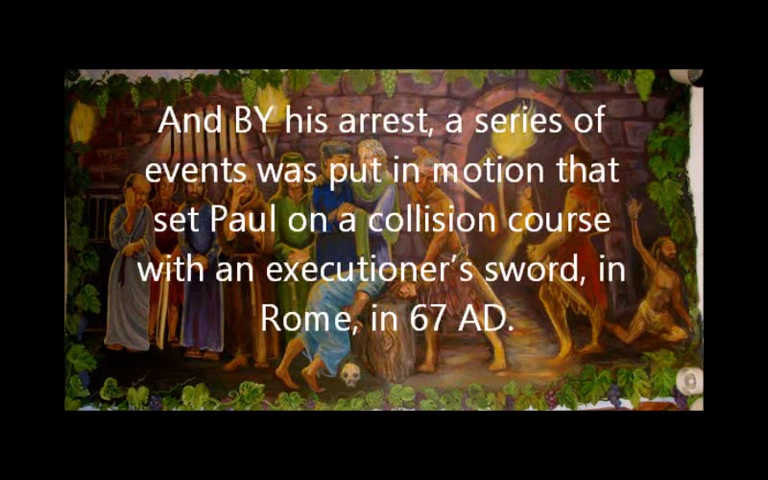 And BY his arrest, a series of
events was put in motion that
set Paul on a collision course
with an executioner’s sword, in
Rome, in 67 AD.